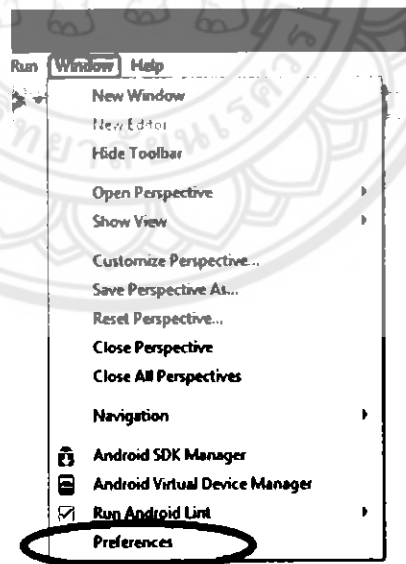 Run Window Help
New Window
New Editor
Hide Toolbar
Open Perspective
Show View
Customize Perspective...
Save Perspective As...
Reset Perspective...
Close Perspective
Close All Perspectives
Navigation
Android SDK Manager
Android Virtual Device Manager
Run Android Lint
Preferences